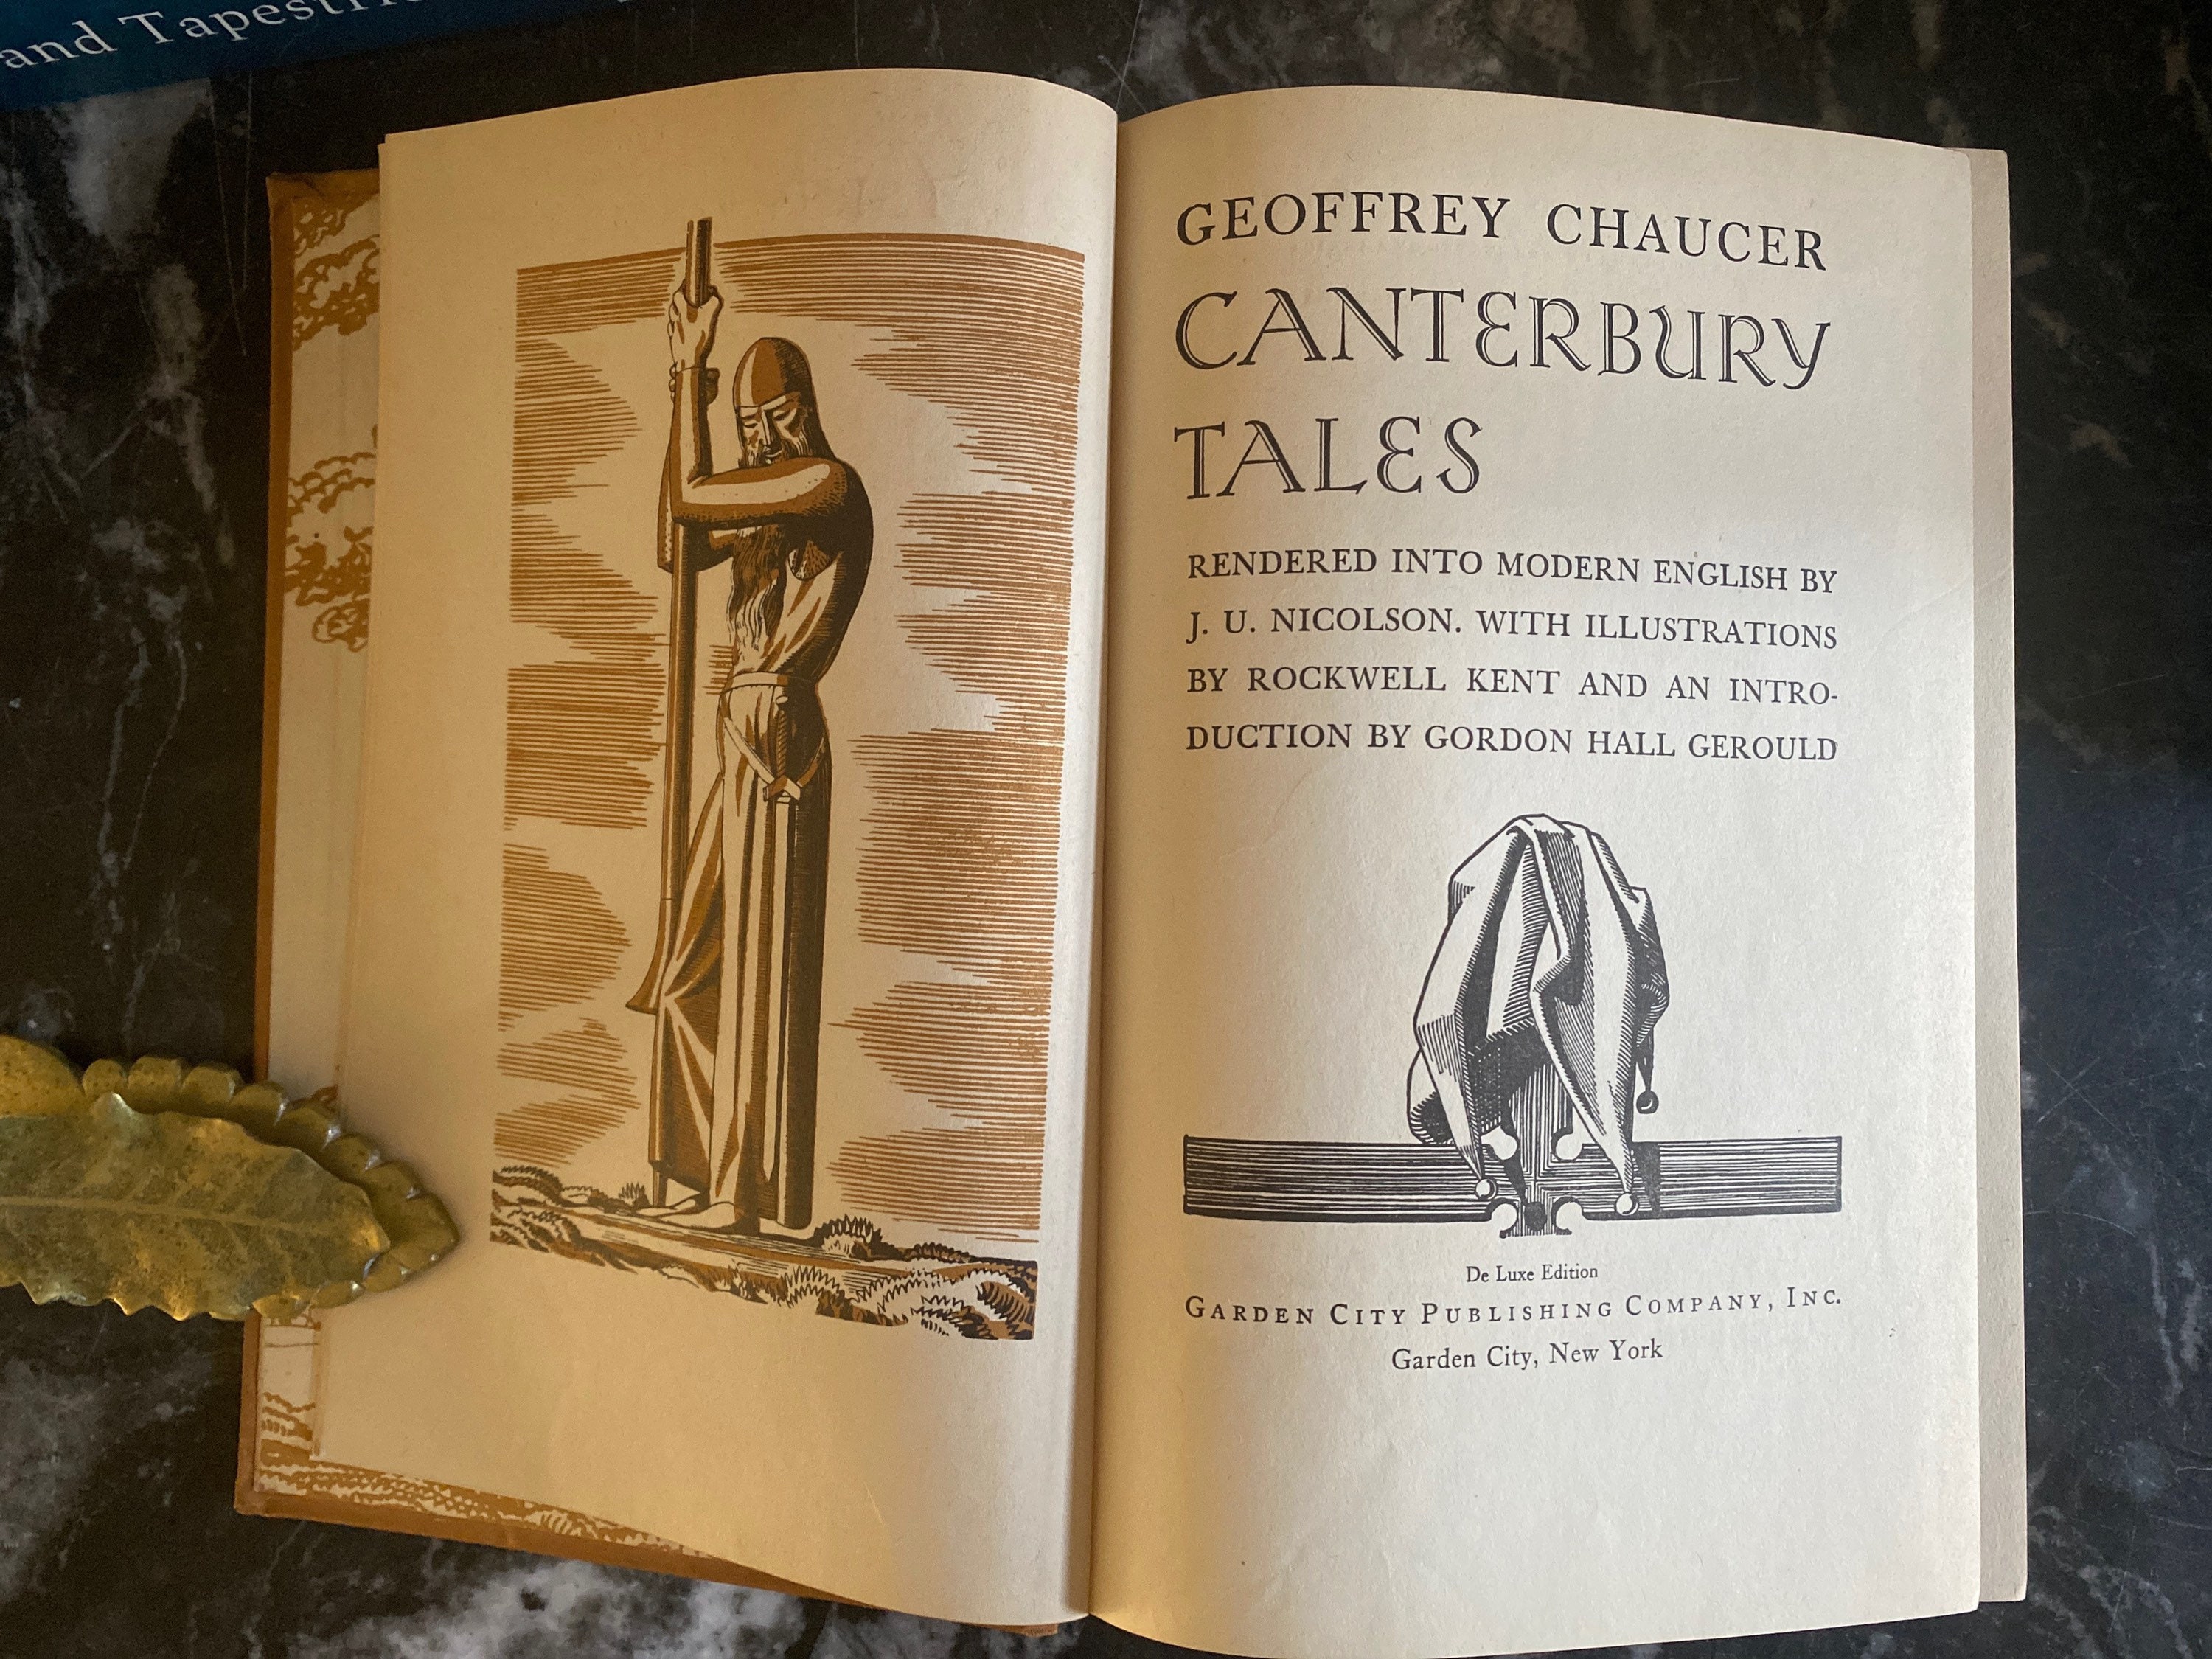 and Tapestri
GEOFFREY CHAUCER
CANTERBURY
TALES
RENDERED INTO MODERN ENGLISH BY
J. U. NICOLSON. WITH ILLUSTRATIONS
BY ROCKWELL KENT AND AN INTRO-
DUCTION BY GORDON HALL GEROULD
De Luxe Edition
GARDEN CITY PUBLISHING COMPANY, INC.
Garden City, New York